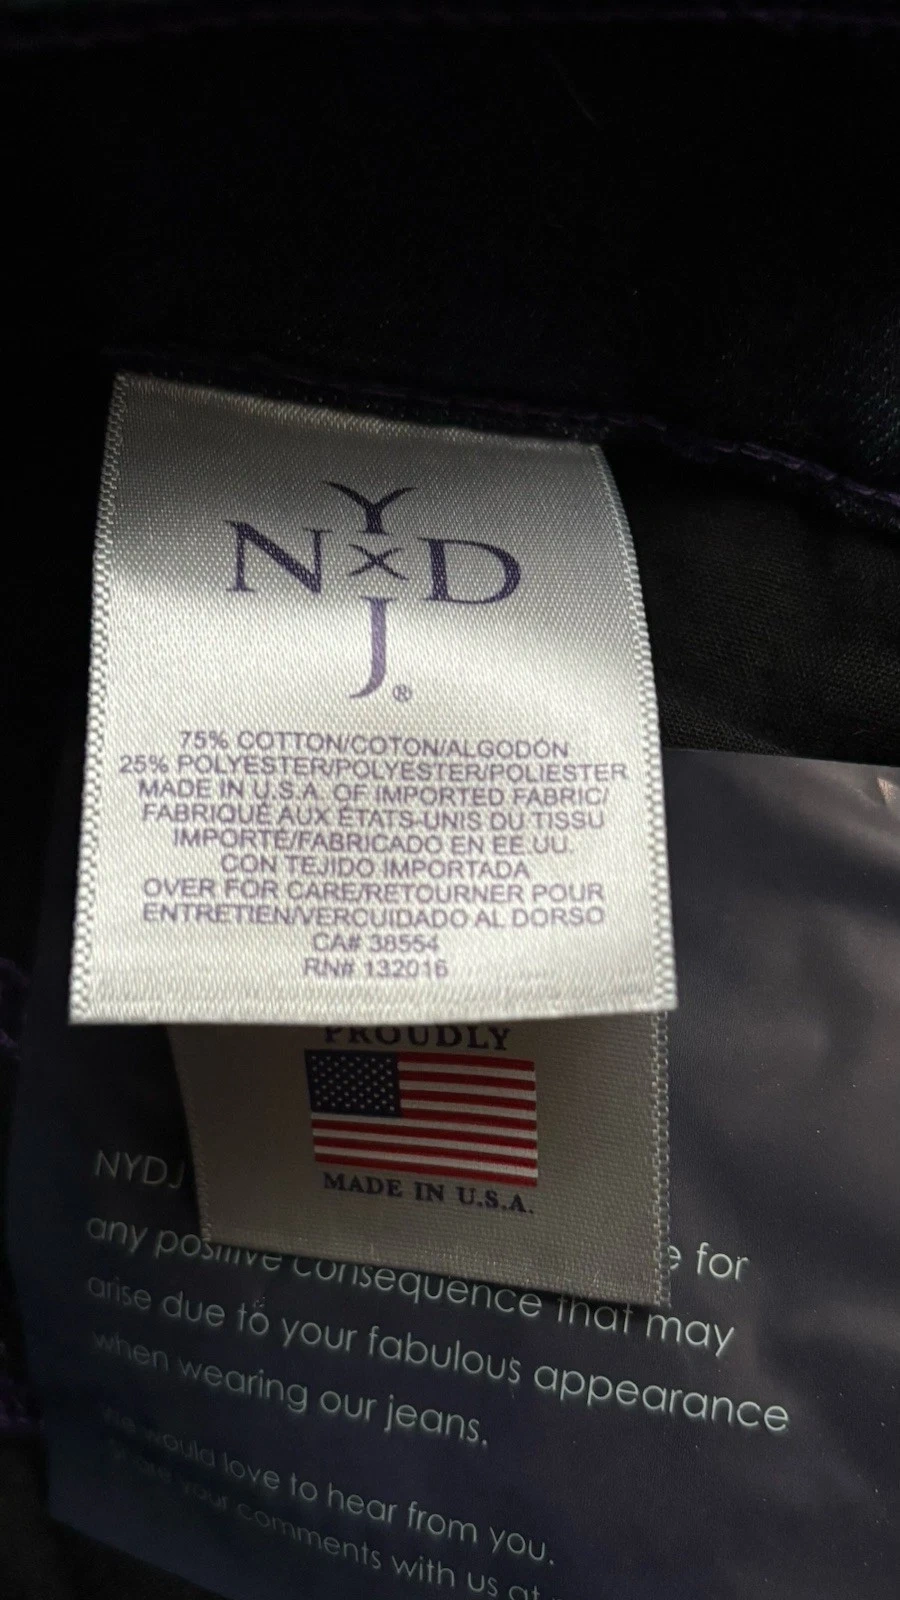 Y
N x D
J®
75% COTTON/COTON/ALGODÓN
25% POLYESTER/POLYESTER/POLIESTER
MADE IN U.S.A. OF IMPORTED FABRIC/
FABRIQUÉ AUX ÉTATS-UNIS DU TISSU
IMPORTÉ/FABRICADO EN EE.UU.
CON TEJIDO IMPORTADA
OVER FOR CARE/RETOURNER POUR
ENTRETIEN/VERCUIDADO AL DORSO
CA# 38554
RN# 132016
PROUDLY
MADE IN U.S.A.
NYDJ for
any positive consequence that may
arise due to your fabulous appearance
when wearing our jeans.
We would love to hear from you.
your comments with us at